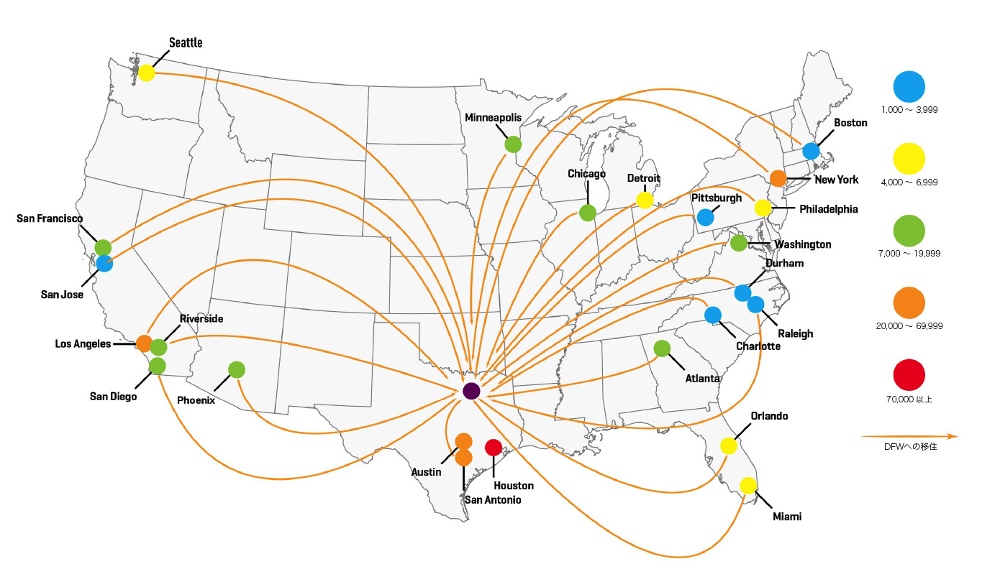 Seattle
Minneapolis
Boston
Chicago
Detroit
New York
Pittsburgh
Philadelphia
San Francisco
Washington
Durham
San Jose
Riverside
Los Angeles
Raleigh
Charlotte
San Diego
Phoenix
Atlanta
Orlando
Austin
Houston
San Antonio
Miami
1,000 ~ 3,999
4,000 ~ 6,999
7,000 ~ 19,999
20,000 ~ 69,999
70,000 以上
DFWへの移住